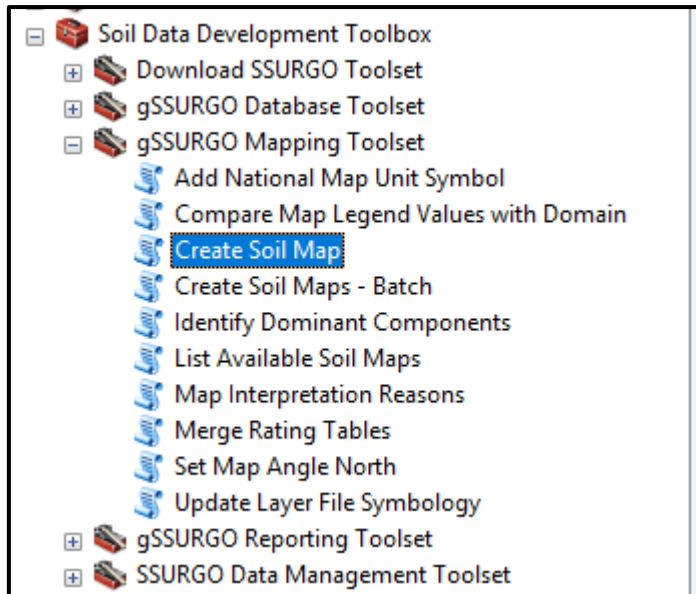 Soil Data Development Toolbox
Download SSURGO Toolset
gSSURGO Database Toolset
gSSURGO Mapping Toolset
Add National Map Unit Symbol
Compare Map Legend Values with Domain
Create Soil Map
Create Soil Maps - Batch
Identify Dominant Components
List Available Soil Maps
Map Interpretation Reasons
Merge Rating Tables
Set Map Angle North
Update Layer File Symbology
gSSURGO Reporting Toolset
SSURGO Data Management Toolset